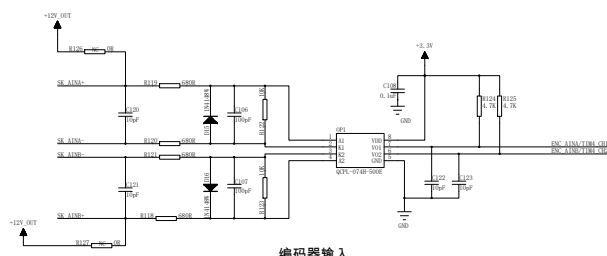 +12V_OUT
R126 NC 0R
+3.3V
SK_AINA+
R119 680R
C108
0.1uF
GND
R124
4.7K
R125
4.7K
C120
10pF
D15
1N4148W
C106
100pF
10K
R122
OP1
1 A1 VDD 8
2 K1 VO1 7
3 K2 VO2 6
4 A2 GND 5
QCPL-074H-500E
ENC_AINA/TIM4_CH1
ENC_AINB/TIM4_CH2
SK_AINA-
R120 680R
SK_AINB-
R121 680R
C121
10pF
D16
1N4148W
C107
100pF
10K
R123
C122
10pF
C123
10pF
GND
SK_AINB+
R118 680R
+12V_OUT
R127 NC 0R
编码器输入